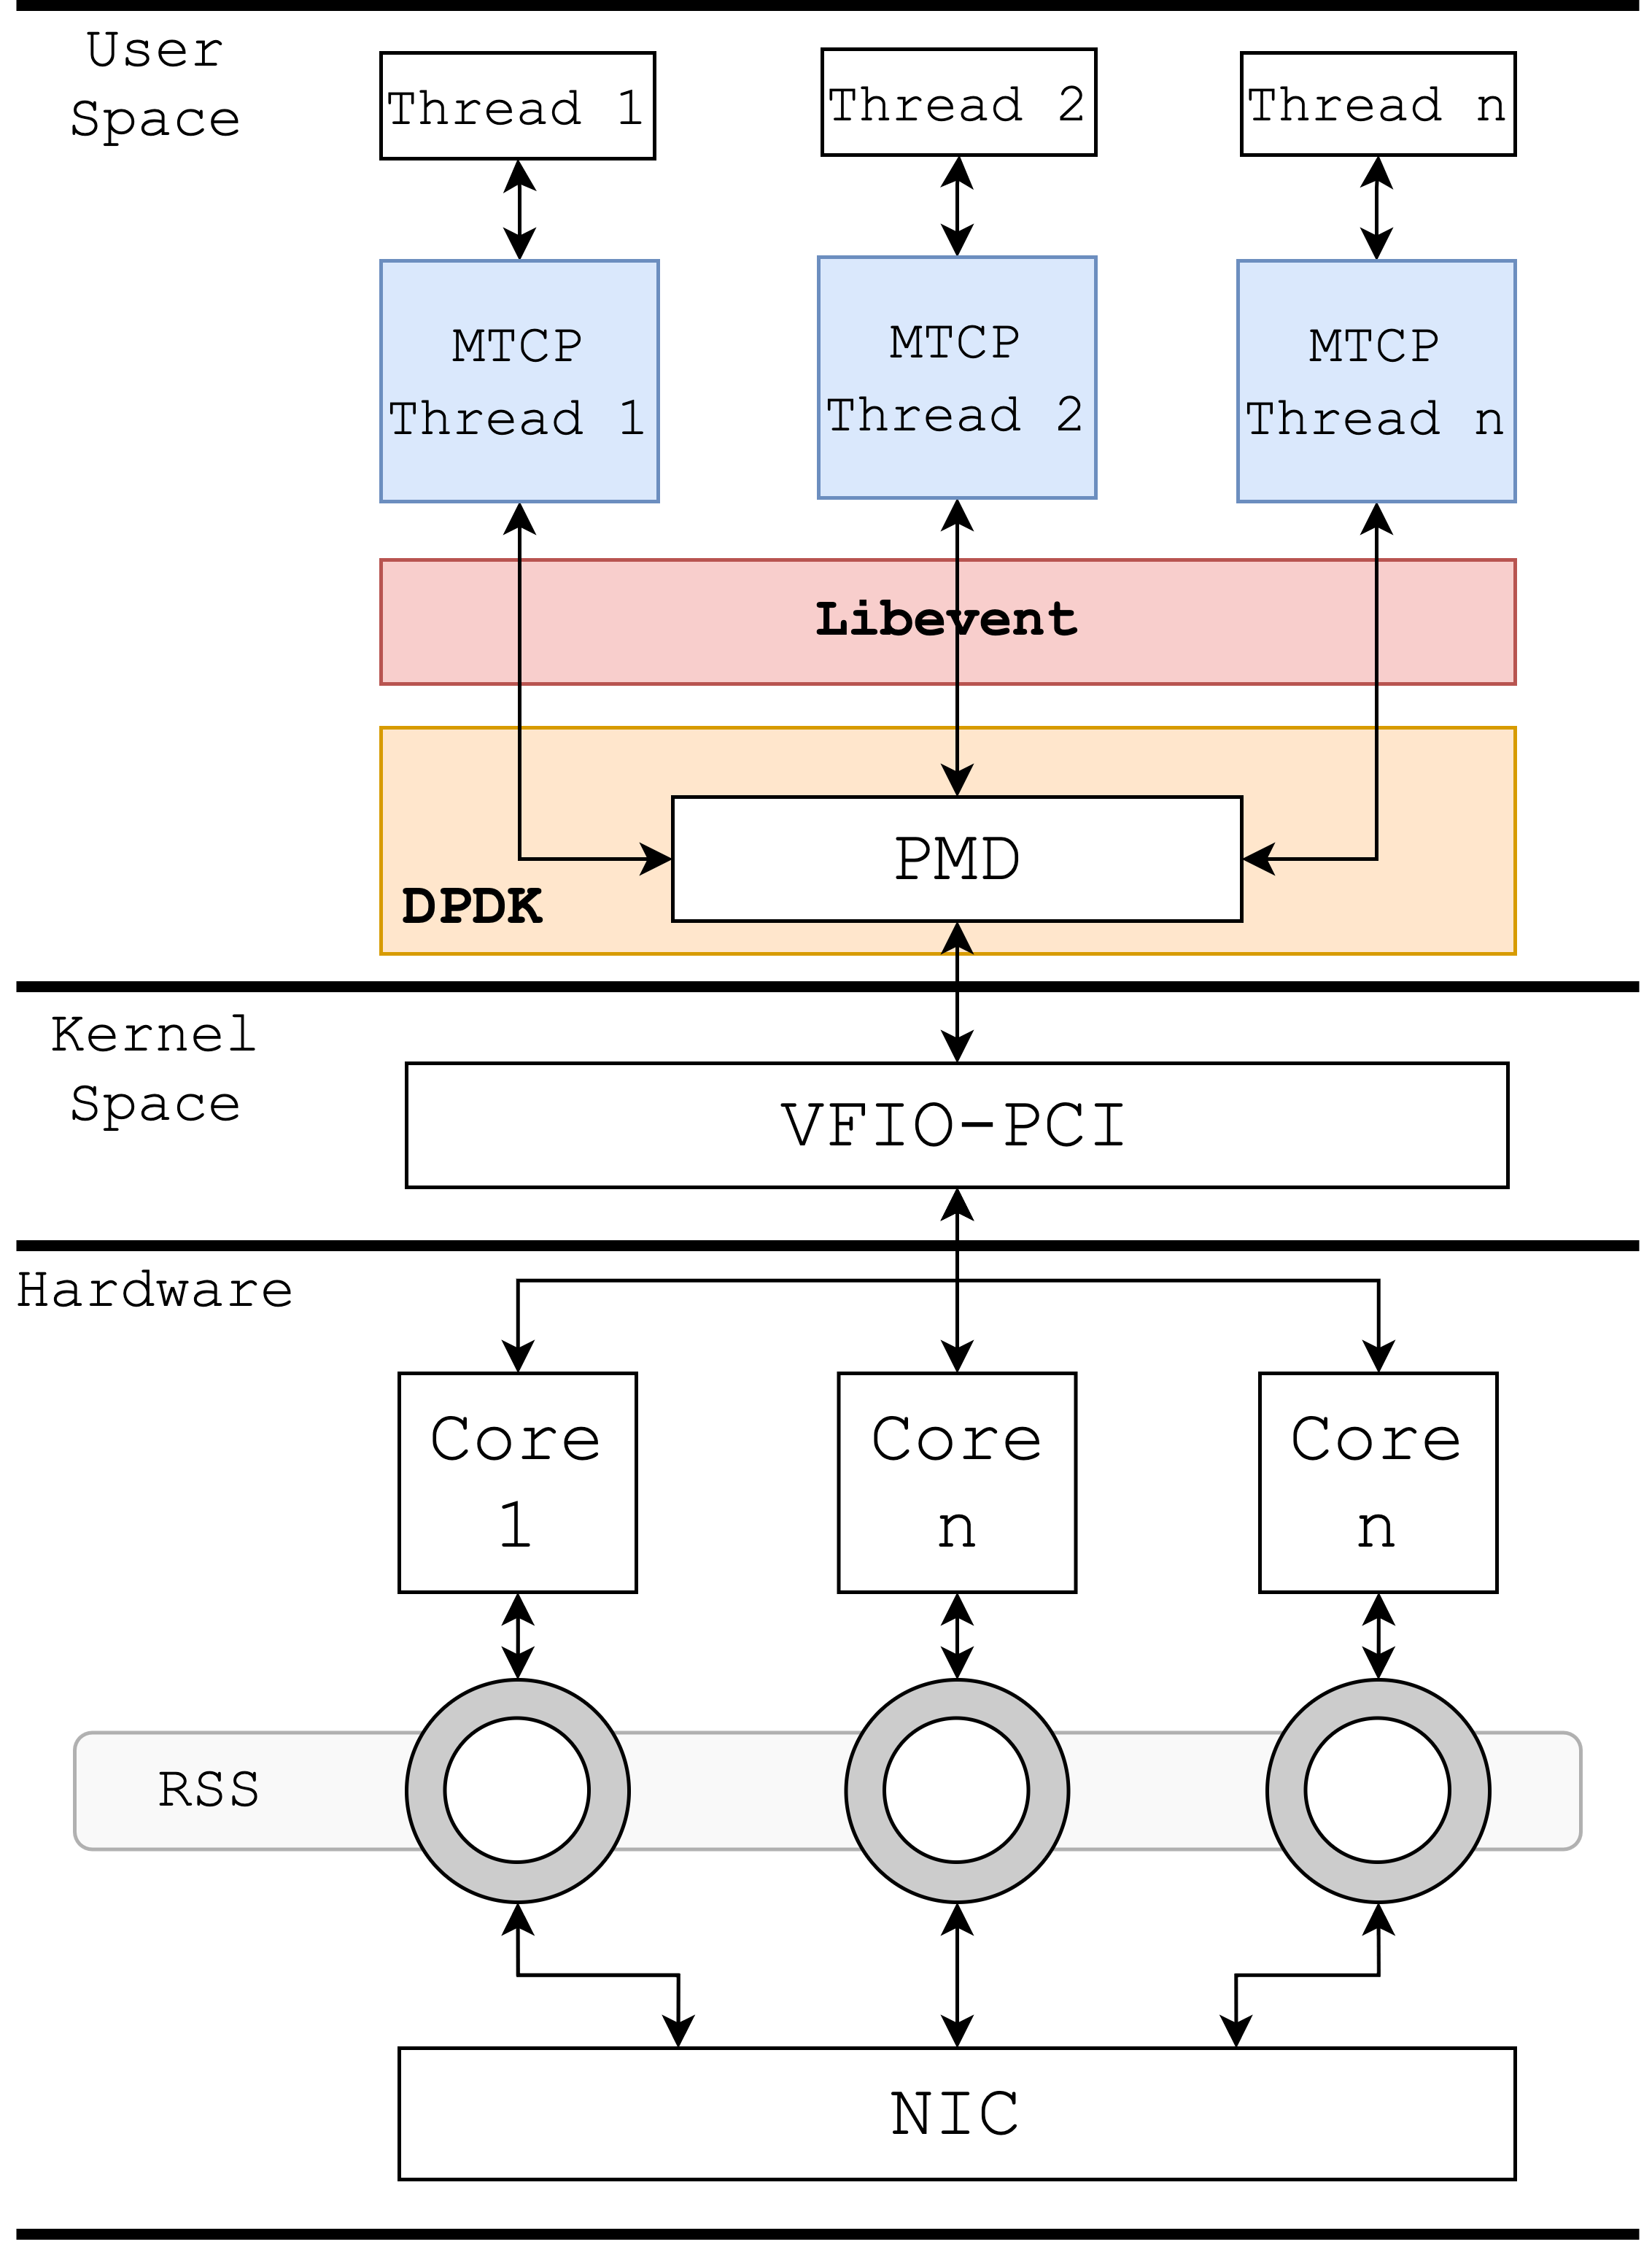 User
Space
Thread 1
Thread 2
Thread n
MTCP
Thread 1
MTCP
Thread 2
MTCP
Thread n
Libevent
PMD
DPDK
Kernel
Space
VFIO-PCI
Hardware
Core
1
Core
n
Core
n
RSS
NIC